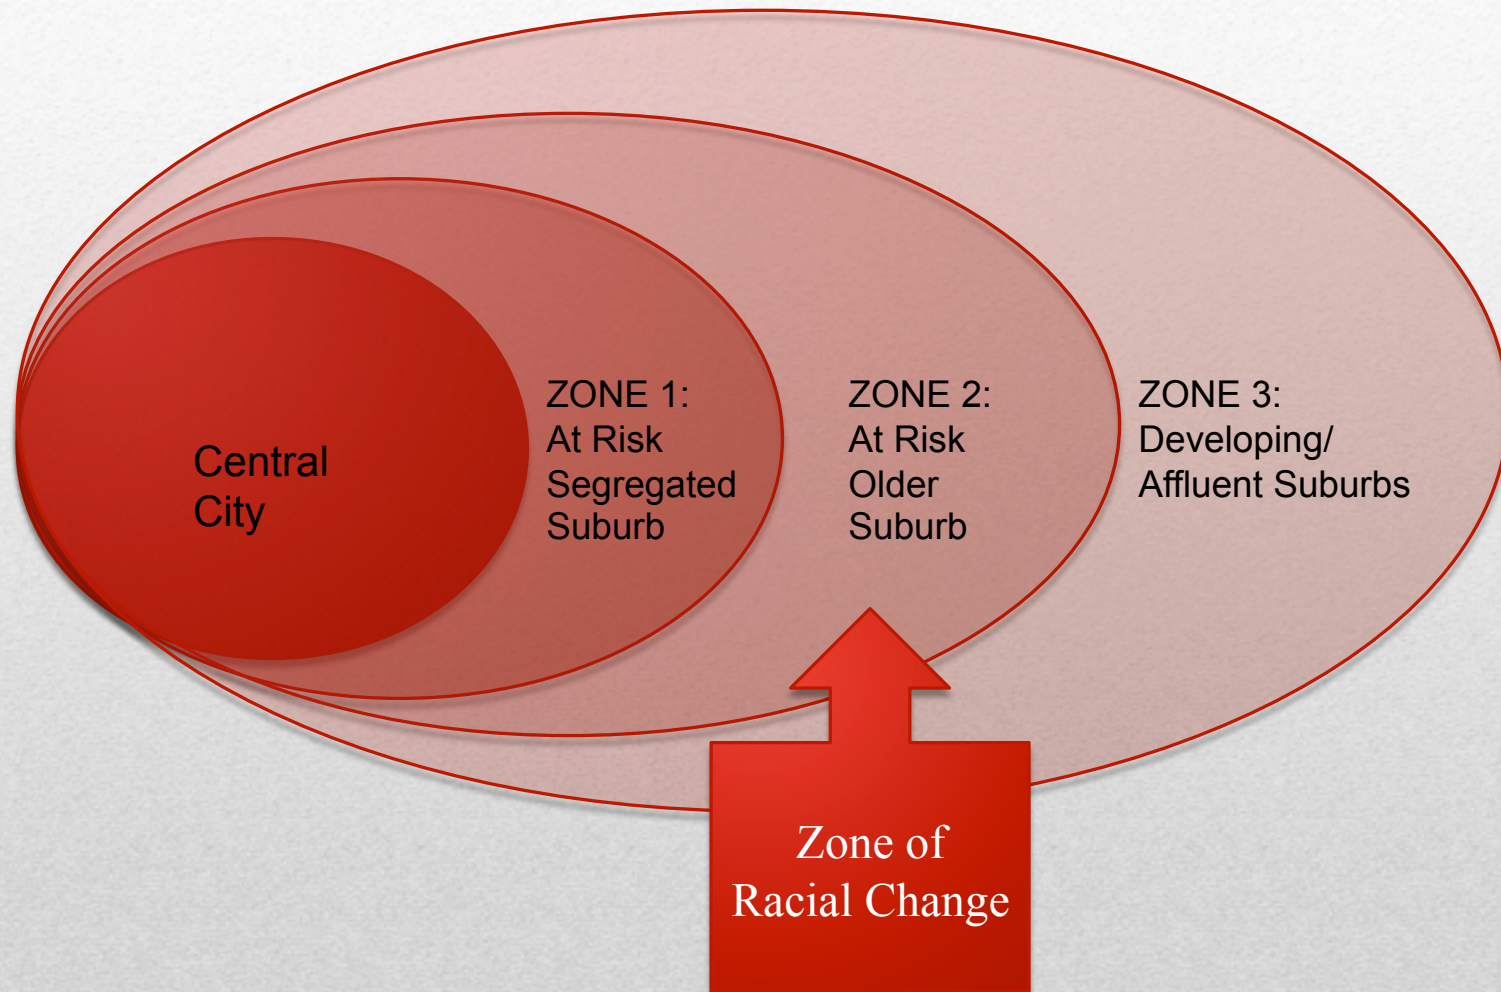 Central
City
ZONE 1:
At Risk
Segregated
Suburb
ZONE 2:
At Risk
Older
Suburb
ZONE 3:
Developing/
Affluent Suburbs
Zone of
Racial Change